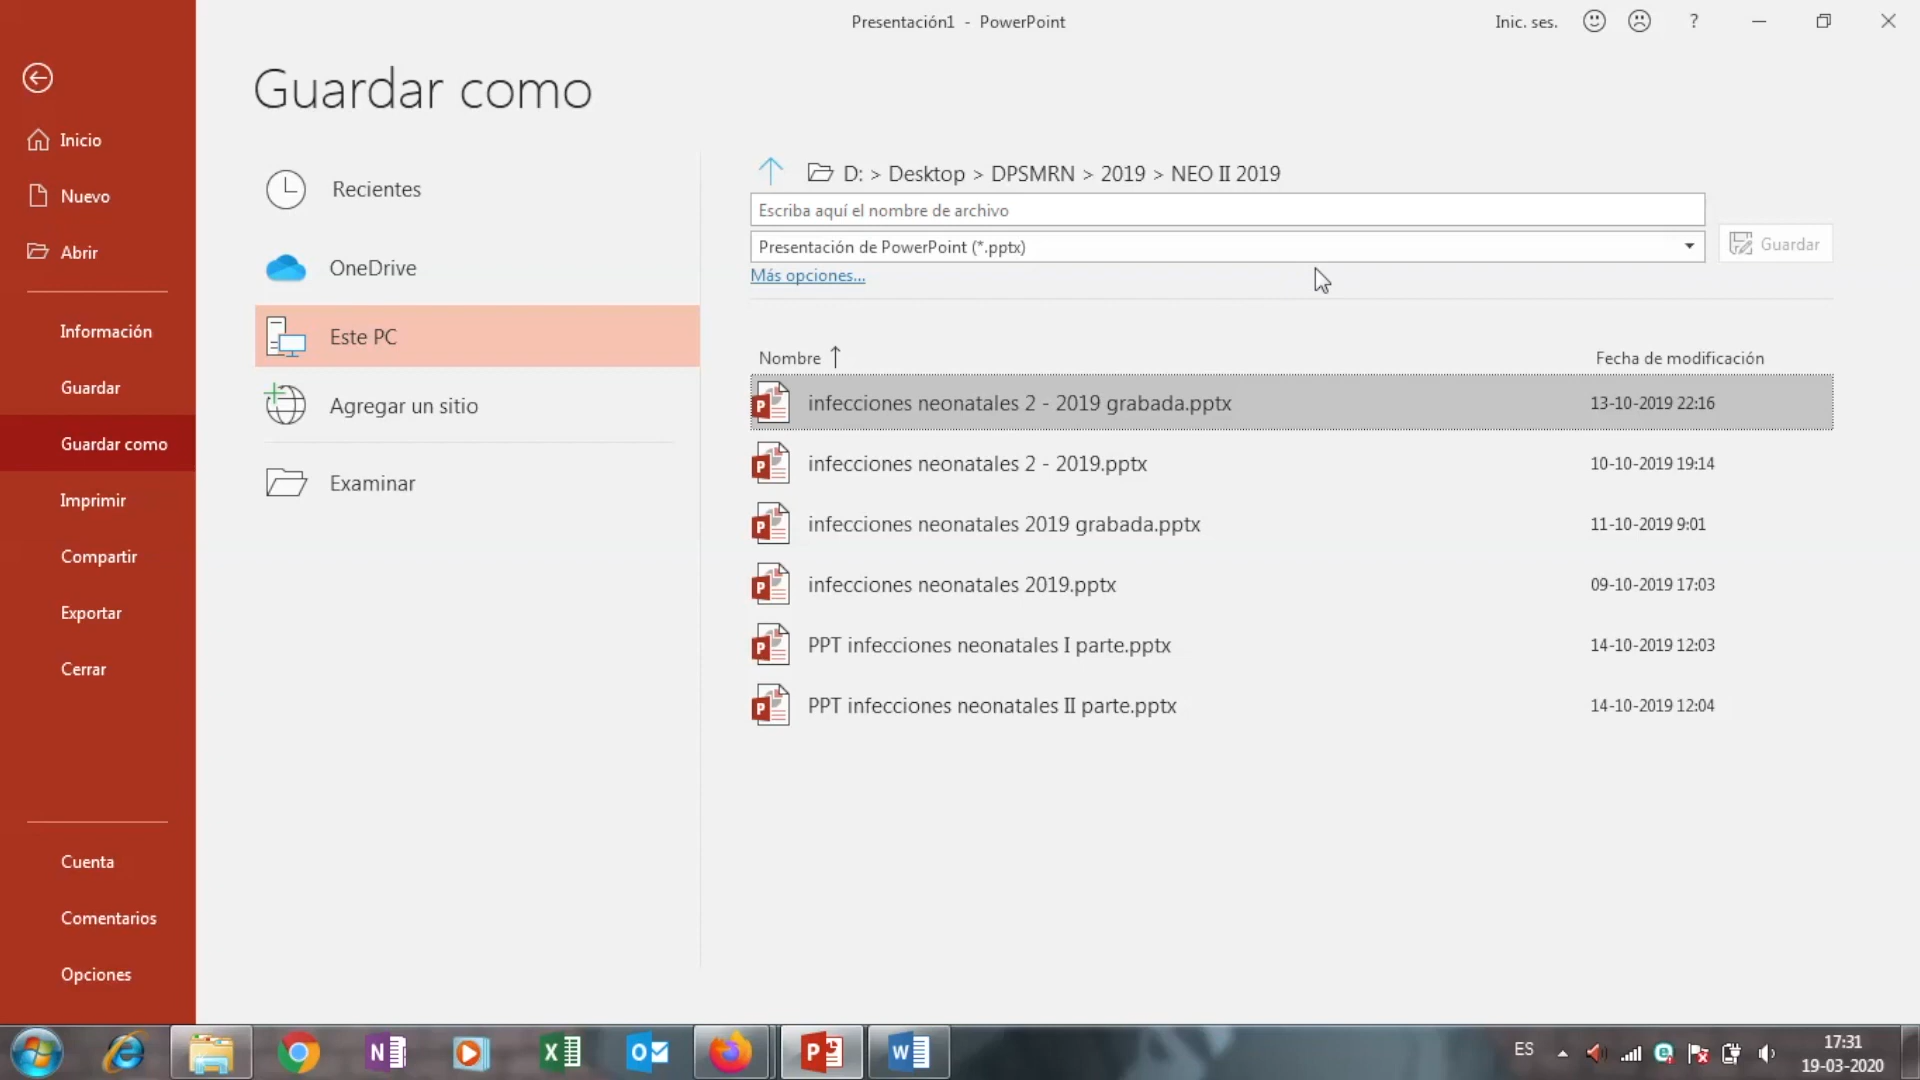 Presentación1 - PowerPoint
Inic. ses.
?
Guardar como
Inicio
Nuevo
Abrir
Información
Guardar
Guardar como
Imprimir
Compartir
Exportar
Cerrar
Cuenta
Comentarios
Opciones
Recientes
OneDrive
Este PC
Agregar un sitio
Examinar
D: > Desktop > DPSMRN > 2019 > NEO II 2019
Escriba aquí el nombre de archivo
Presentación de PowerPoint (*.pptx)
Guardar
Más opciones...
Nombre ↑ Fecha de modificación
infecciones neonatales 2 - 2019 grabada.pptx 13-10-2019 22:16
infecciones neonatales 2 - 2019.pptx 10-10-2019 19:14
infecciones neonatales 2019 grabada.pptx 11-10-2019 9:01
infecciones neonatales 2019.pptx 09-10-2019 17:03
PPT infecciones neonatales I parte.pptx 14-10-2019 12:03
PPT infecciones neonatales II parte.pptx 14-10-2019 12:04
ES
17:31
19-03-2020